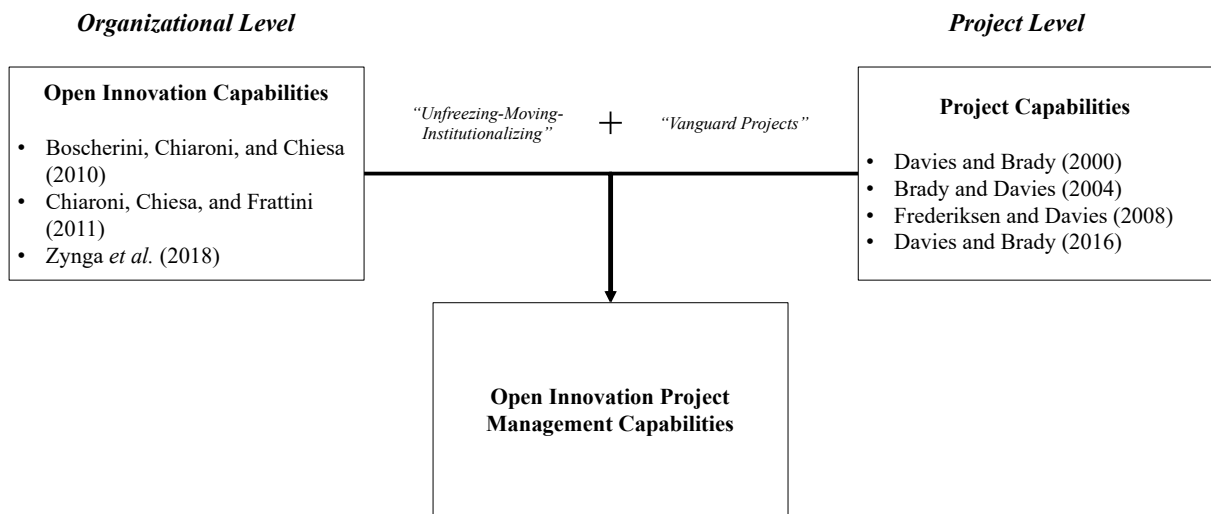 Organizational Level
Project Level
Open Innovation Capabilities
• Boscherini, Chiaroni, and Chiesa
(2010)
• Chiaroni, Chiesa, and Frattini
(2011)
• Zynga et al. (2018)
“Unfreezing-Moving-
Institutionalizing”
+
“Vanguard Projects”
Project Capabilities
• Davies and Brady (2000)
• Brady and Davies (2004)
• Frederiksen and Davies (2008)
• Davies and Brady (2016)
Open Innovation Project
Management Capabilities